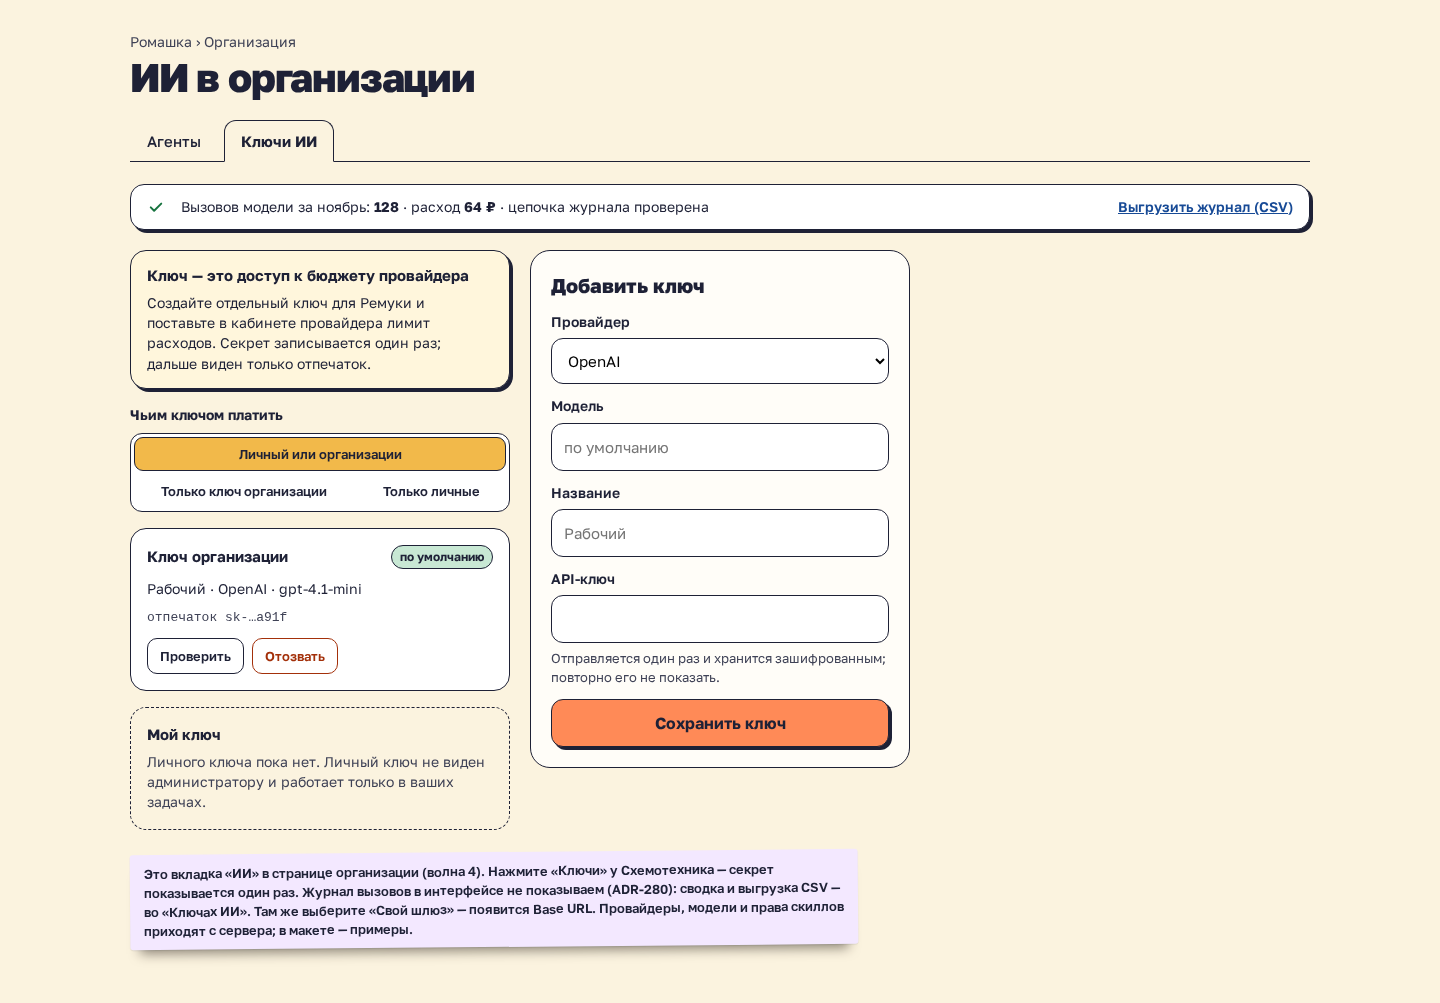 Ромашка › Организация
ИИ в организации
Агенты
Ключи ИИ
Вызовов модели за ноябрь: 128 · расход 64 ₽ · цепочка журнала проверена
Выгрузить журнал (CSV)
Ключ — это доступ к бюджету провайдера
Создайте отдельный ключ для Ремуки и
поставьте в кабинете провайдера лимит
расходов. Секрет записывается один раз;
дальше виден только отпечаток.
Чьим ключом платить
Личный или организации
Только ключ организации
Только личные
Ключ организации
по умолчанию
Рабочий · OpenAI · gpt-4.1-mini
отпечаток sk-…a91f
Проверить
Отозвать
Мой ключ
Личного ключа пока нет. Личный ключ не виден
администратору и работает только в ваших
задачах.
Добавить ключ
Провайдер
OpenAI
Модель
по умолчанию
Название
Рабочий
API-ключ
Отправляется один раз и хранится зашифрованным;
повторно его не показать.
Сохранить ключ
Это вкладка «ИИ» в странице организации (волна 4). Нажмите «Ключи» у Схемотехника — секрет
показывается один раз. Журнал вызовов в интерфейсе не показываем (ADR-280): сводка и выгрузка CSV —
во «Ключах ИИ». Там же выберите «Свой шлюз» — появится Base URL. Провайдеры, модели и права скиллов
приходят с сервера; в макете — примеры.